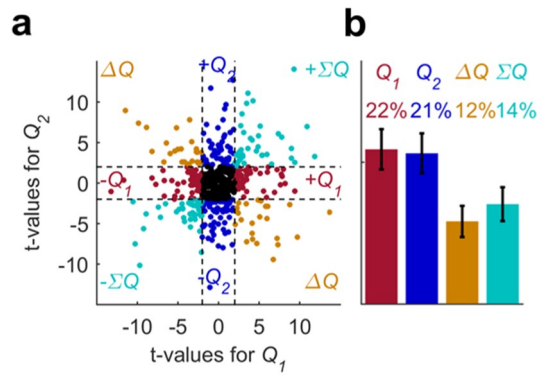 a
b
ΔQ
+Q2
+ΣQ
-Q1
+Q1
-ΣQ
-Q2
ΔQ
10
5
0
-5
-10
-10 -5 0 5 10
t-values for Q2
t-values for Q1
Q1 Q2 ΔQ ΣQ
22% 21% 12% 14%